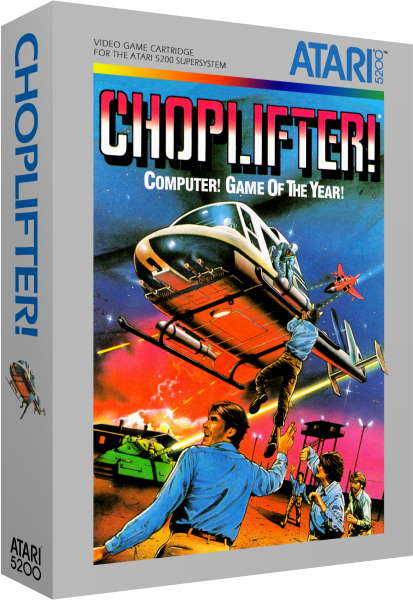 VIDEO GAME CARTRIDGE
FOR THE ATARI 5200 SUPERSYSTEM
ATARI
5200
CHOPLIFTER!
COMPUTER! GAME OF THE YEAR!
CHOPLIFTER!
ATARI
5200